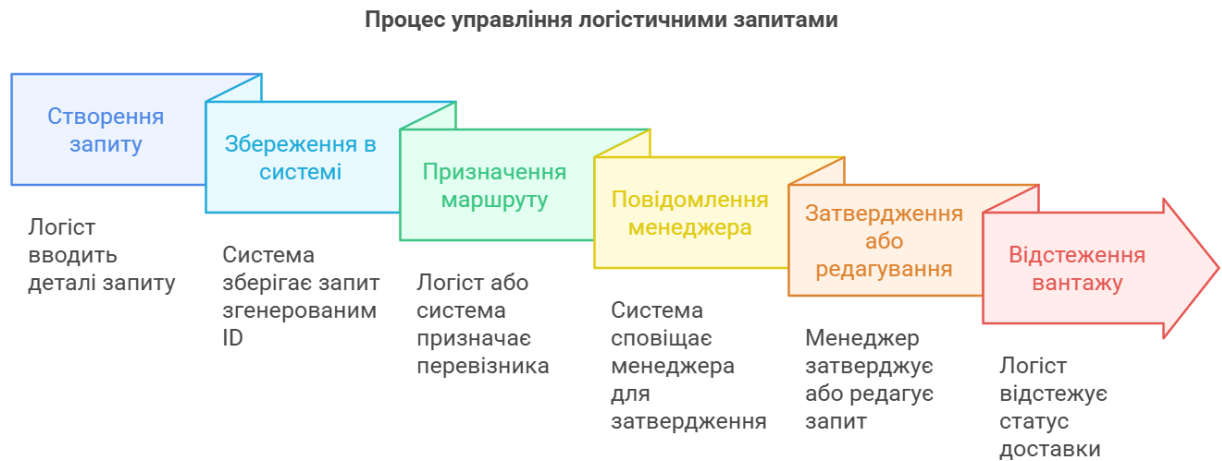 Процес управління логістичними запитами
Створення
запиту
Логіст
вводить
деталі запиту
Збереження в
системі
Система
зберігає запит
згенерованим
ID
Призначення
маршруту
Логіст або
система
призначає
перевізника
Повідомлення
менеджера
Система
сповіщає
менеджера
для
затвердження
Затвердження
або
редагування
Менеджер
затверджує
або редагує
запит
Відстеження
вантажу
Логіст
відстежує
статус
доставки